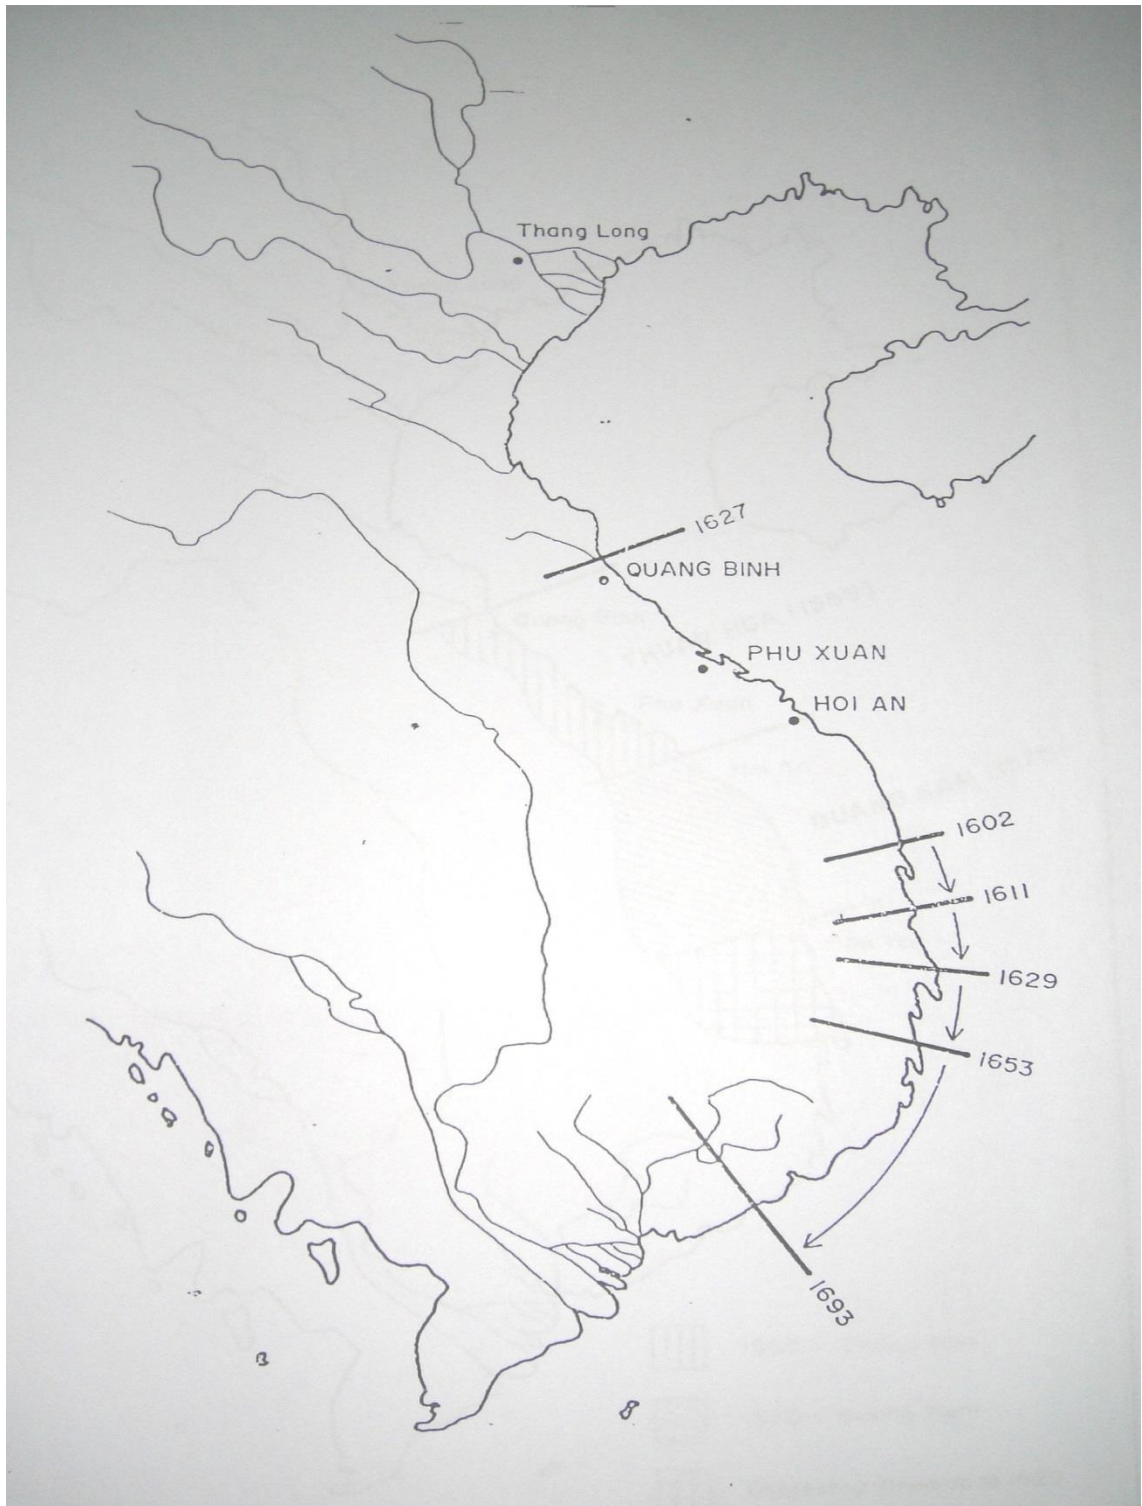 Thang Long
1627
QUANG BINH
PHU XUAN
HOI AN
1602
1611
1629
1653
1693